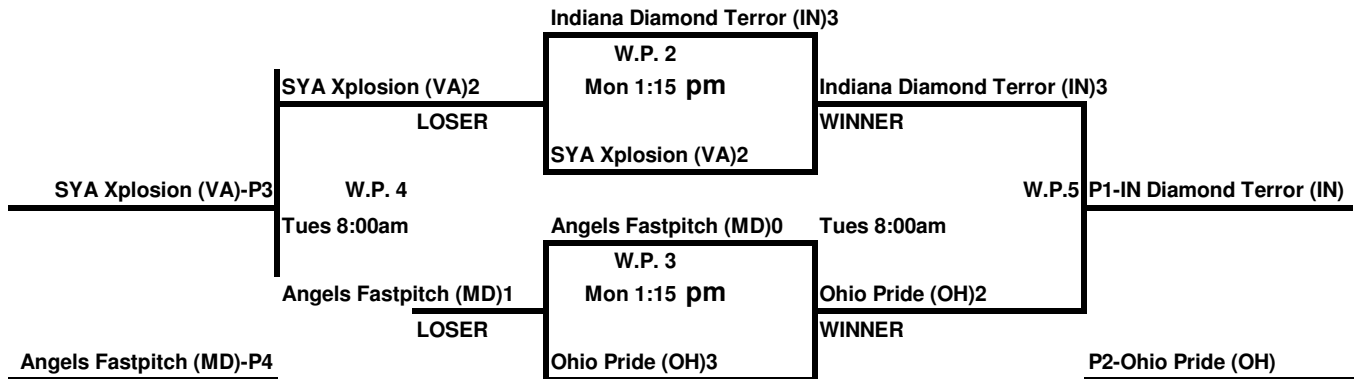 Indiana Diamond Terror (IN)3
W.P. 2
SYA Xplosion (VA)2 Mon 1:15 pm Indiana Diamond Terror (IN)3
LOSER WINNER
SYA Xplosion (VA)2
SYA Xplosion (VA)-P3 W.P. 4 W.P.5 P1-IN Diamond Terror (IN)
Tues 8:00am Angels Fastpitch (MD)0 Tues 8:00am
W.P. 3
Angels Fastpitch (MD)1 Mon 1:15 pm Ohio Pride (OH)2
LOSER WINNER
Angels Fastpitch (MD)-P4 Ohio Pride (OH)3 P2-Ohio Pride (OH)